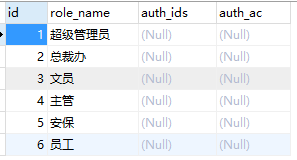 id role_name auth_ids auth_ac
1 超级管理员 (Null) (Null)
2 总裁办 (Null) (Null)
3 文员 (Null) (Null)
4 主管 (Null) (Null)
5 安保 (Null) (Null)
6 员工 (Null) (Null)